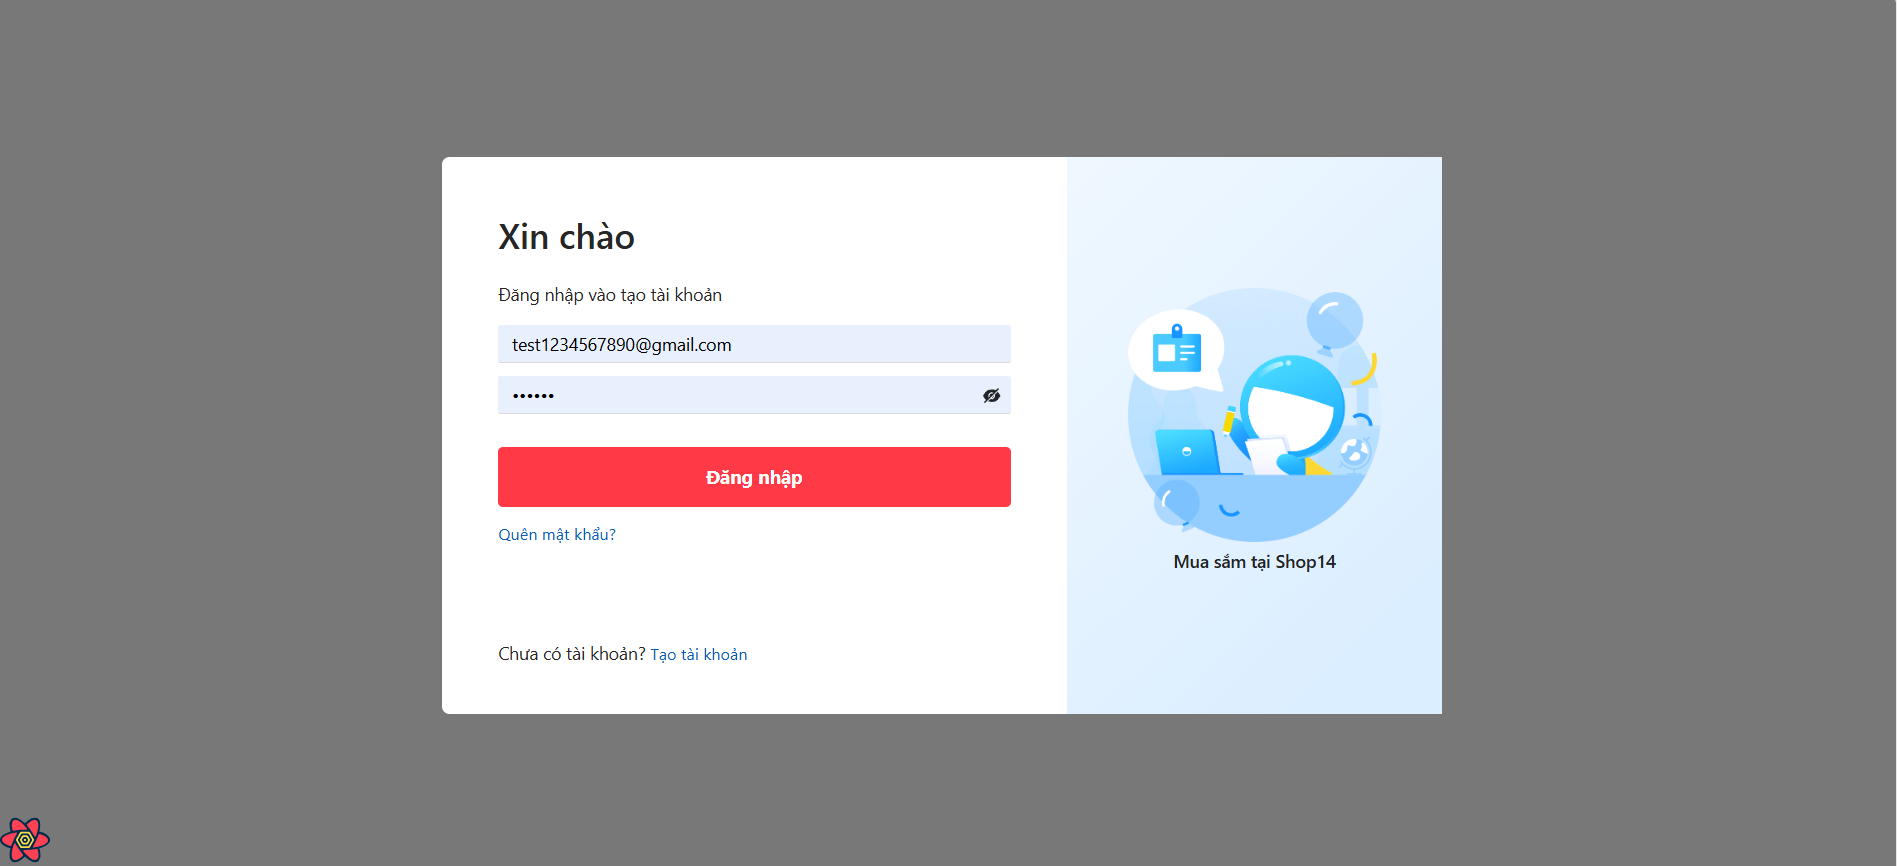 Xin chào
Đăng nhập vào tạo tài khoản
test1234567890@gmail.com
••••••
Đăng nhập
Quên mật khẩu?
Chưa có tài khoản? Tạo tài khoản
Mua sắm tại Shop14